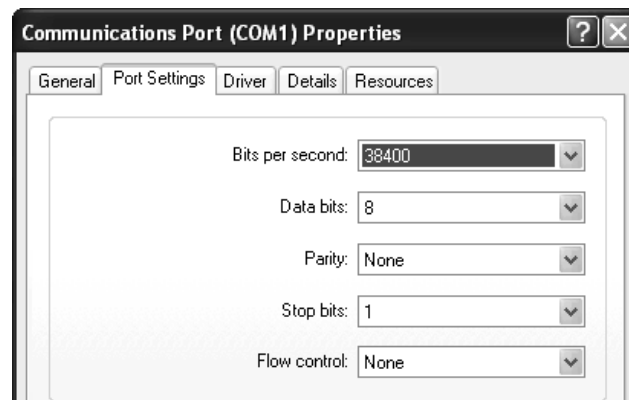 Communications Port (COM1) Properties ? X
General Port Settings Driver Details Resources
Bits per second: 38400
Data bits: 8
Parity: None
Stop bits: 1
Flow control: None